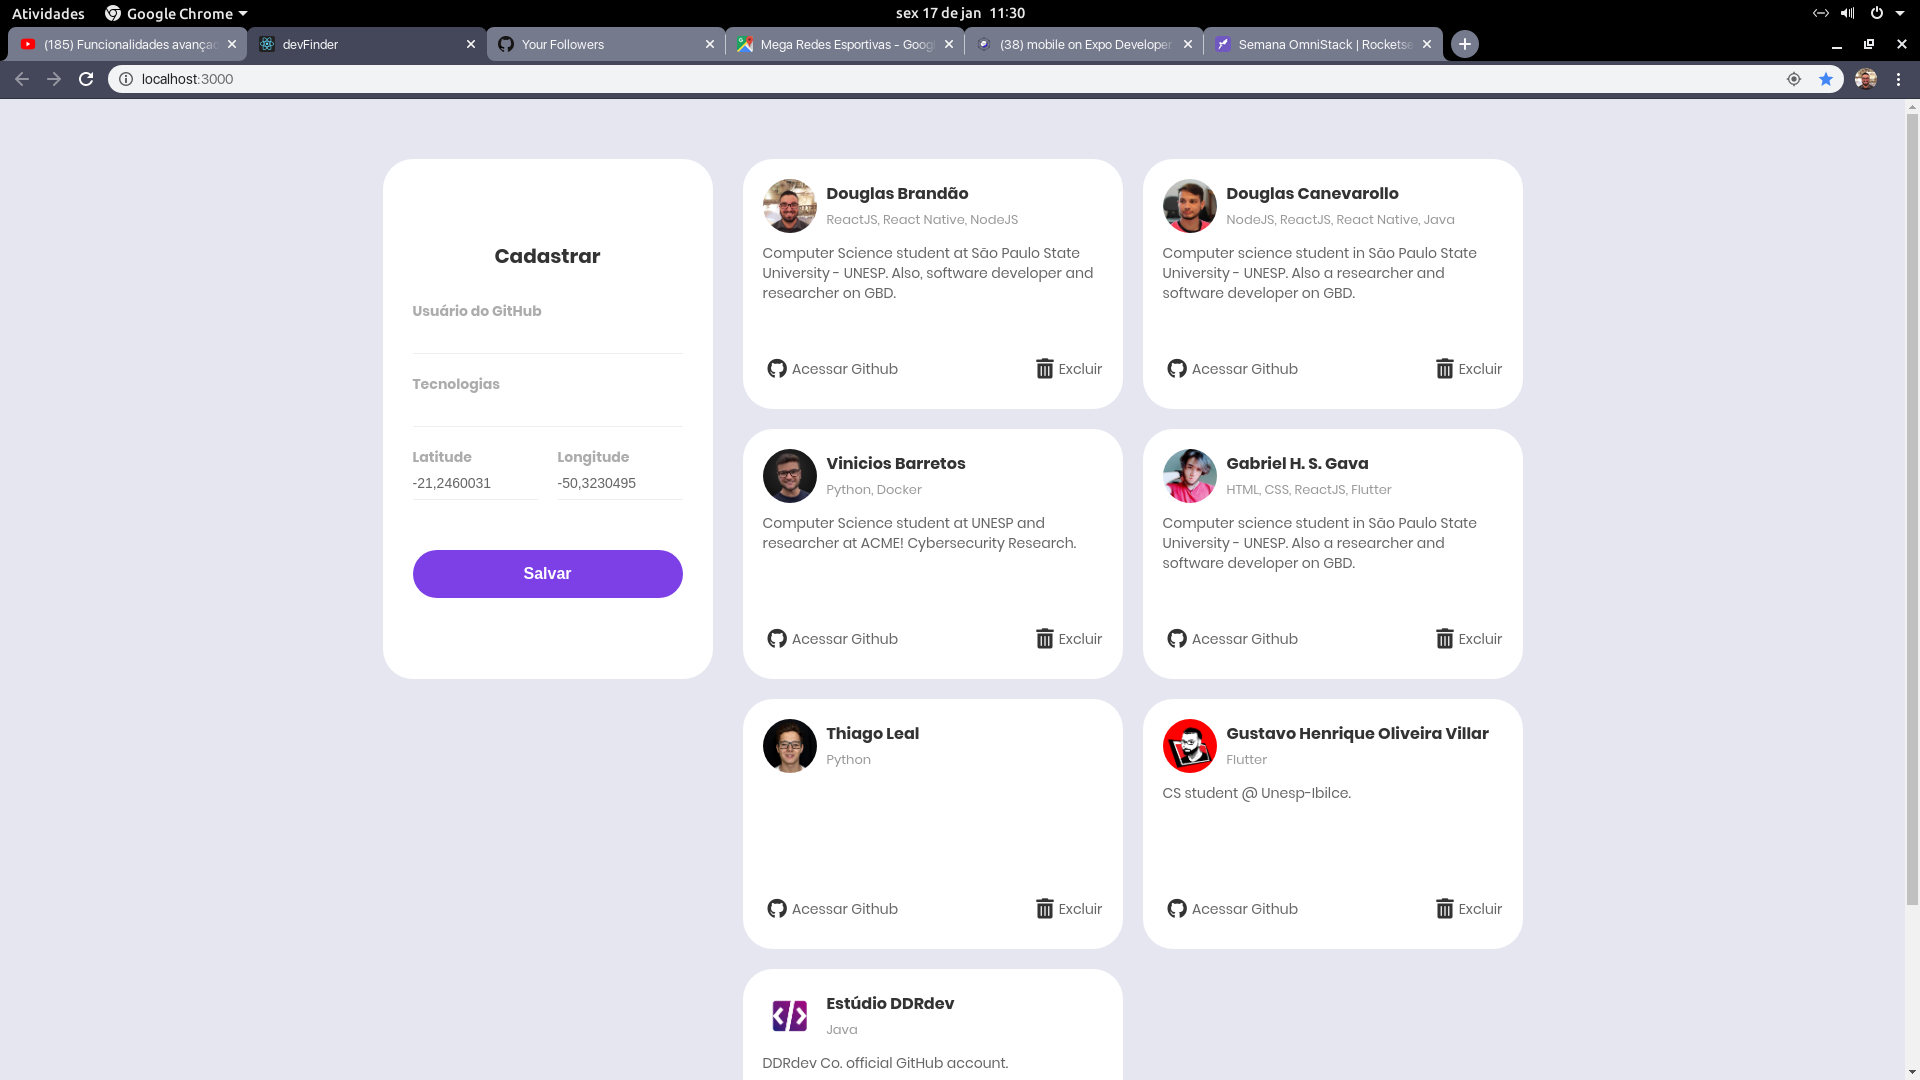 Atividades
Google Chrome
sex 17 de jan 11:30
(185) Funcionalidades avançad
devFinder
Your Followers
Mega Redes Esportivas - Googl
(38) mobile on Expo Developer
Semana OmniStack | Rocketse
localhost:3000
Cadastrar
Usuário do GitHub
Tecnologias
Latitude
Longitude
-21,2460031
-50,3230495
Salvar
Douglas Brandão
ReactJS, React Native, NodeJS
Computer Science student at São Paulo State
University - UNESP. Also, software developer and
researcher on GBD.
Acessar Github
Excluir
Douglas Canevarollo
NodeJS, ReactJS, React Native, Java
Computer science student in São Paulo State
University - UNESP. Also a researcher and
software developer on GBD.
Acessar Github
Excluir
Vinicios Barretos
Python, Docker
Computer Science student at UNESP and
researcher at ACME! Cybersecurity Research.
Acessar Github
Excluir
Gabriel H. S. Gava
HTML, CSS, ReactJS, Flutter
Computer science student in São Paulo State
University - UNESP. Also a researcher and
software developer on GBD.
Acessar Github
Excluir
Thiago Leal
Python
Acessar Github
Excluir
Gustavo Henrique Oliveira Villar
Flutter
CS student @ Unesp-Ibilce.
Acessar Github
Excluir
Estúdio DDRdev
Java
DDRdev Co. official GitHub account.